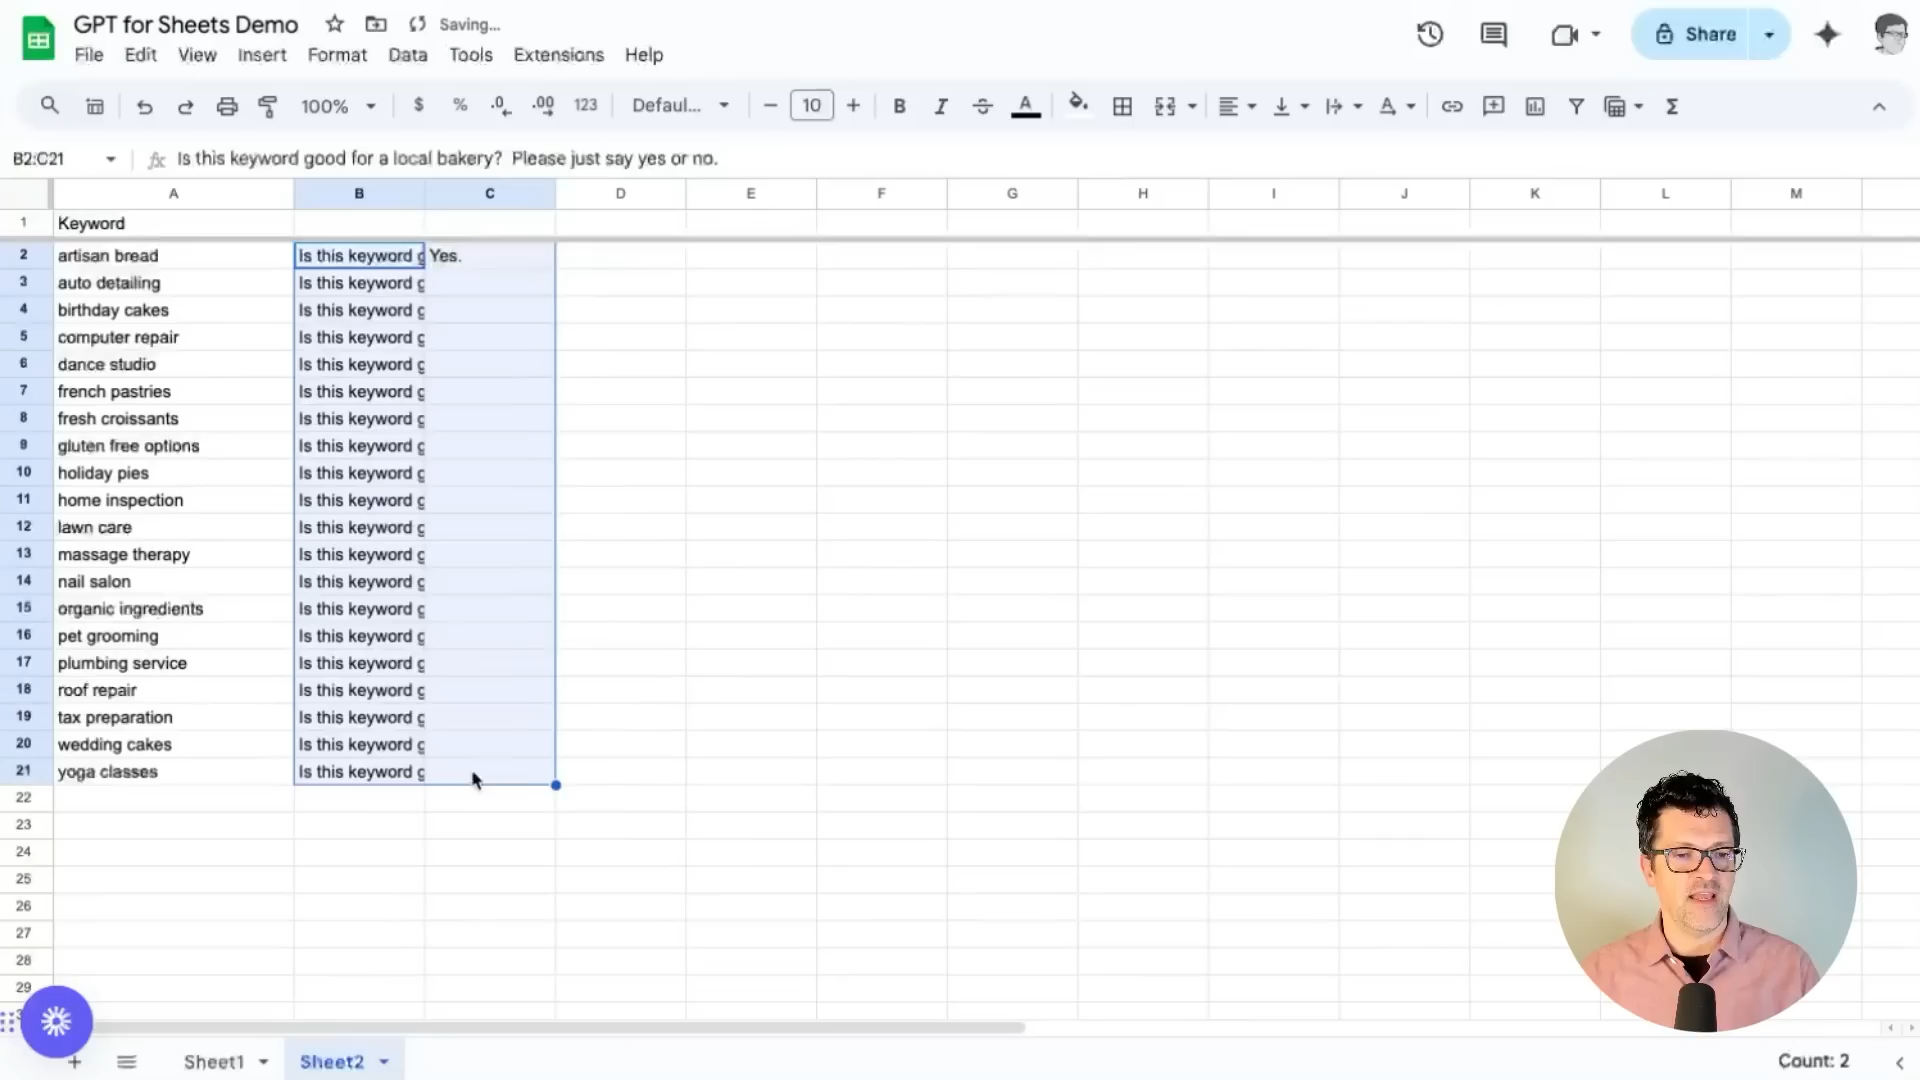 GPT for Sheets Demo Saving...
File Edit View Insert Format Data Tools Extensions Help
Share
100% $ % .0 .00 123 Defaul... 10 B I A Σ
B2:C21 fx Is this keyword good for a local bakery? Please just say yes or no.
A B C D E F G H I J K L M
1 Keyword
2 artisan bread Is this keyword g Yes.
3 auto detailing Is this keyword g
4 birthday cakes Is this keyword g
5 computer repair Is this keyword g
6 dance studio Is this keyword g
7 french pastries Is this keyword g
8 fresh croissants Is this keyword g
9 gluten free options Is this keyword g
10 holiday pies Is this keyword g
11 home inspection Is this keyword g
12 lawn care Is this keyword g
13 massage therapy Is this keyword g
14 nail salon Is this keyword g
15 organic ingredients Is this keyword g
16 pet grooming Is this keyword g
17 plumbing service Is this keyword g
18 roof repair Is this keyword g
19 tax preparation Is this keyword g
20 wedding cakes Is this keyword g
21 yoga classes Is this keyword g
22
23
24
25
26
27
28
29
Sheet1 Sheet2 Count: 2